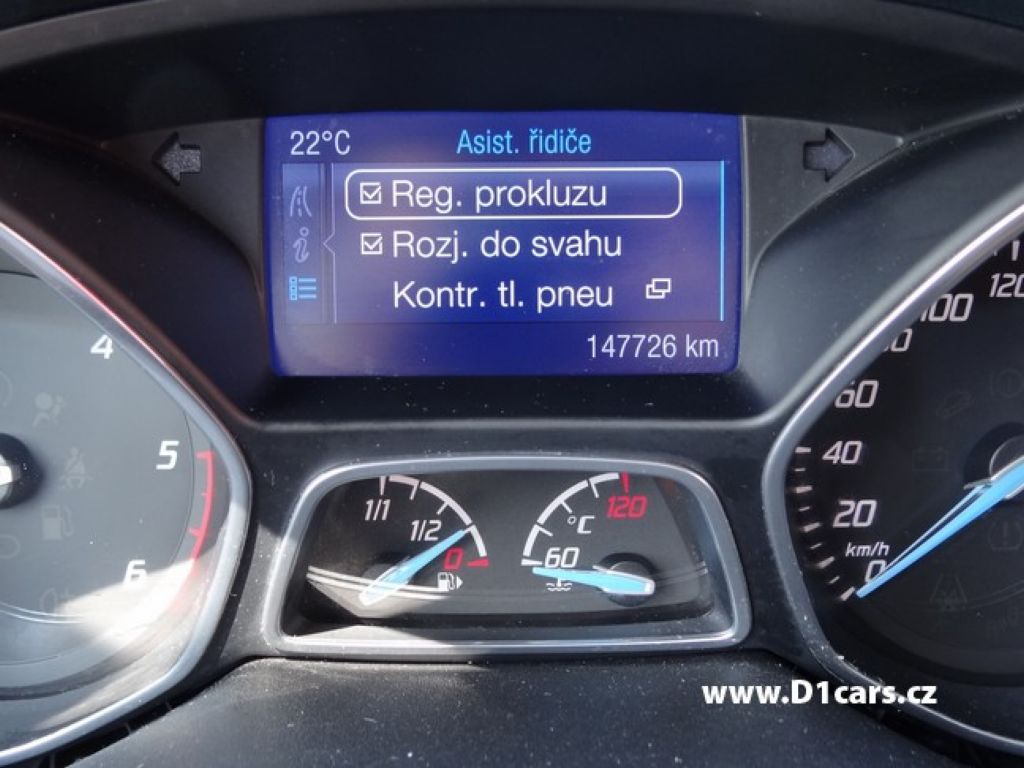 22°C Asist. řidiče
Reg. prokluzu
Rozj. do svahu
Kontr. tl. pneu
147726 km
4
5
6
1/1
1/2
0
°C
120
60
120
100
60
40
20
km/h
0
www.D1cars.cz